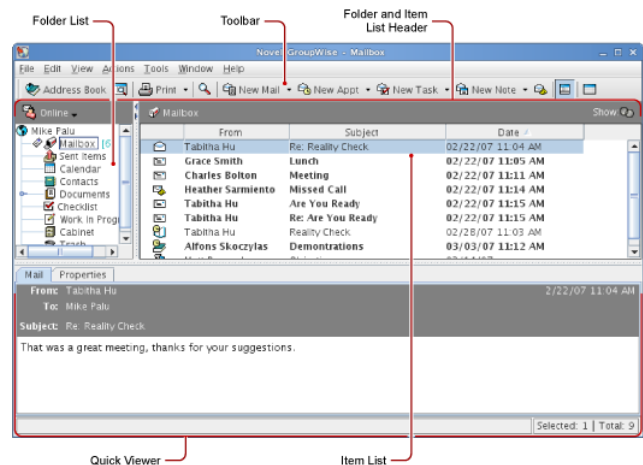 Folder List
Toolbar
Folder and Item
List Header
Novell GroupWise - Mailbox
File Edit View Actions Tools Window Help
Address Book Print New Mail New Appt New Task New Note
Online
Mailbox
Show
Mike Palu
Mailbox [6
Sent Items
Calendar
Contacts
Documents
Checklist
Work In Progr
Cabinet
Trash
From Subject Date
Tabitha Hu Re: Reality Check 02/22/07 11:04 AM
Grace Smith Lunch 02/22/07 11:05 AM
Charles Bolton Meeting 02/22/07 11:11 AM
Heather Sarmiento Missed Call 02/22/07 11:14 AM
Tabitha Hu Are You Ready 02/22/07 11:15 AM
Tabitha Hu Re: Are You Ready 02/22/07 11:15 AM
Tabitha Hu Reality Check 02/28/07 11:03 AM
Alfons Skoczylas Demontrations 03/03/07 11:12 AM
Mail Properties
From: Tabitha Hu 2/22/07 11:04 AM
To: Mike Palu
Subject: Re: Reality Check
That was a great meeting, thanks for your suggestions.
Selected: 1 Total: 9
Quick Viewer
Item List